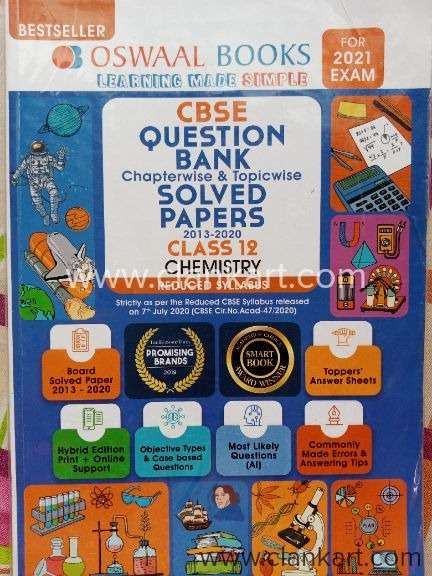 BESTSELLER
OSWAAL BOOKS
LEARNING MADE SIMPLE
FOR
2021
EXAM
CBSE
QUESTION
BANK
Chapterwise & Topicwise
SOLVED
PAPERS
2013-2020
CLASS 12
CHEMISTRY
www.clankart.com
REDUCED SYLLABUS
Strictly as per the Reduced CBSE Syllabus released
on 7th July 2020 (CBSE Cir.No.Acad-47/2020)
Board
Solved Paper
2013 - 2020
PROMISING
BRANDS
SMART
BOOK
AWARD WINNER
Toppers'
Answer Sheets
Hybrid Edition
Print + Online
Support
Objective Types
& Case based
Questions
Most Likely
Questions
(AI)
Commonly
Made Errors &
Answering Tips
www.clankart.com